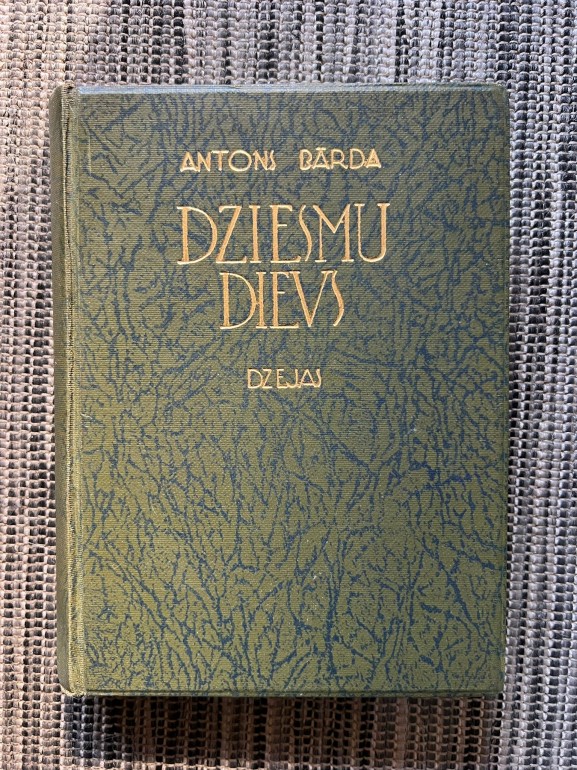 ANTONS BĀRDA
DZIESMU
DIEVS
DZEJAS